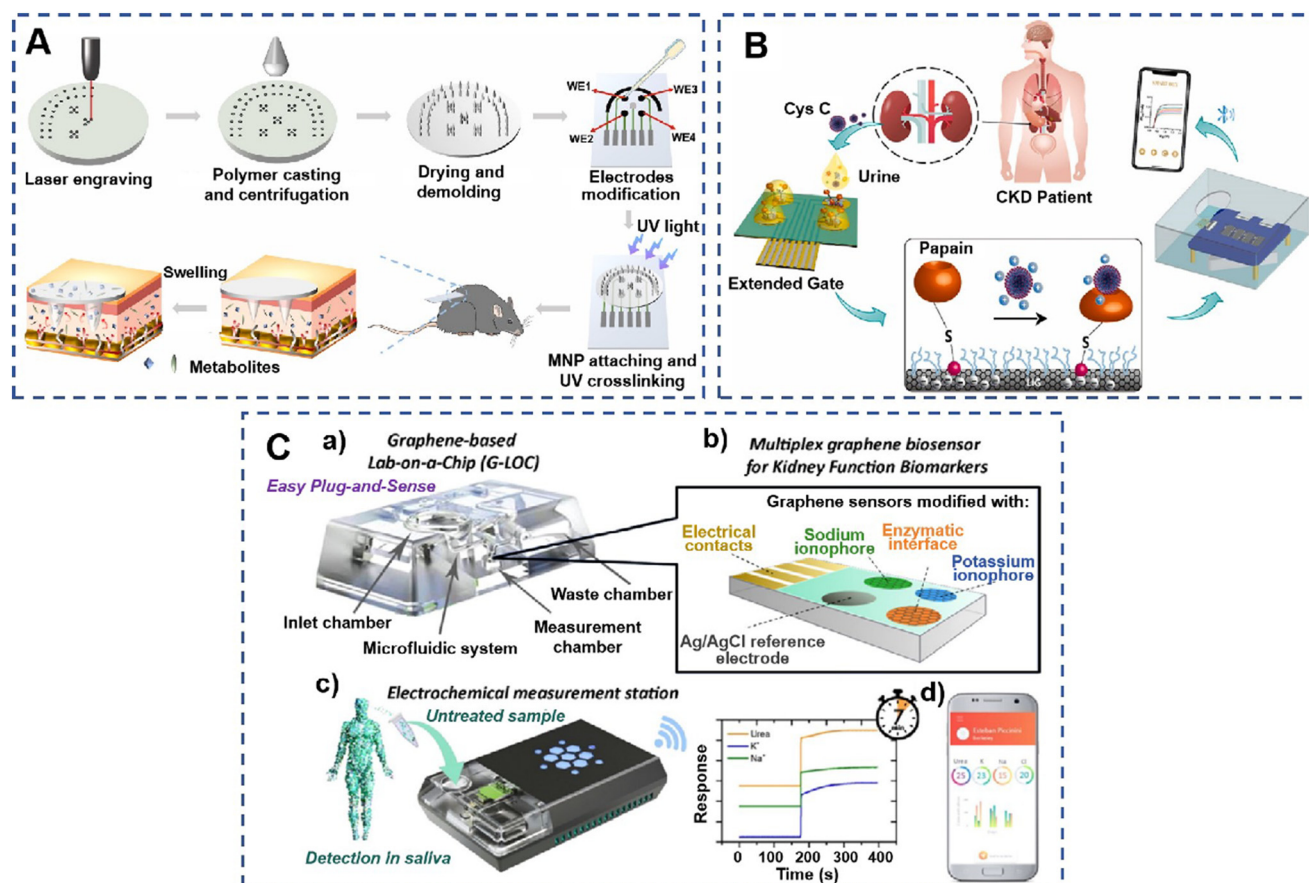 A
Laser engraving
Polymer casting
and centrifugation
Drying and
demolding
WE1
WE3
WE2
WE4
Electrodes
modification
UV light
MNP attaching and
UV crosslinking
Swelling
Metabolites
B
Cys C
Urine
CKD Patient
Extended Gate
Papain
S
S
C
a)
Graphene-based
Lab-on-a-Chip (G-LOC)
Easy Plug-and-Sense
Inlet chamber
Microfluidic system
Waste chamber
Measurement
chamber
b)
Multiplex graphene biosensor
for Kidney Function Biomarkers
Graphene sensors modified with:
Electrical
contacts
Sodium
ionophore
Enzymatic
interface
Potassium
ionophore
Ag/AgCl reference
electrode
c)
Electrochemical measurement station
Untreated sample
Detection in saliva
7
min
Urea
K⁺
Na⁺
Response
0 100 200 300 400
Time (s)
d)
Urea K Na Cl
25 23 15 20